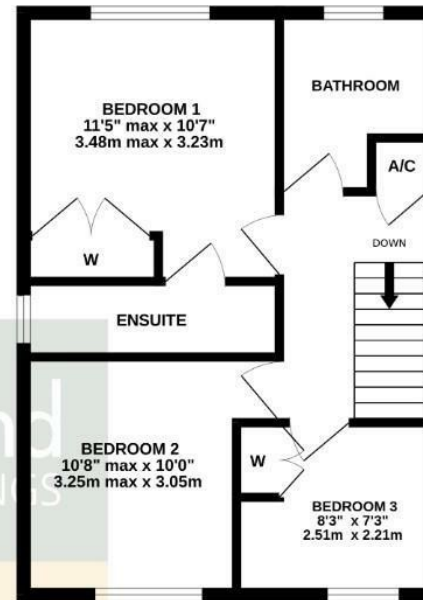 BEDROOM 1
11'5" max x 10'7"
3.48m max x 3.23m
BATHROOM
A/C
DOWN
W
ENSUITE
BEDROOM 2
10'8" max x 10'0"
3.25m max x 3.05m
W
BEDROOM 3
8'3" x 7'3"
2.51m x 2.21m